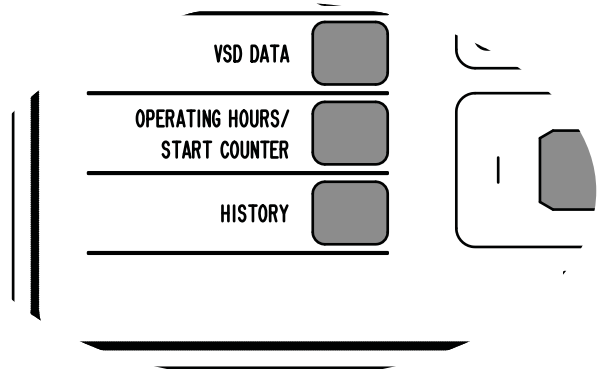 VSD DATA
OPERATING HOURS/
START COUNTER
HISTORY